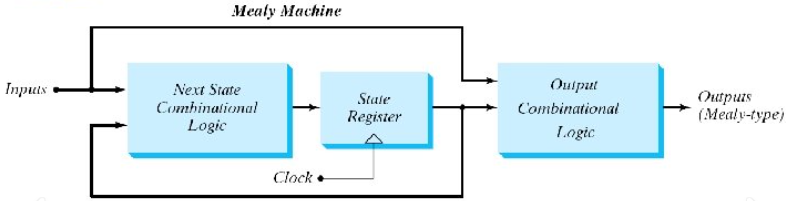 Mealy Machine
Inputs
Next State
Combinational
Logic
State
Register
Output
Combinational
Logic
Outputs
(Mealy-type)
Clock